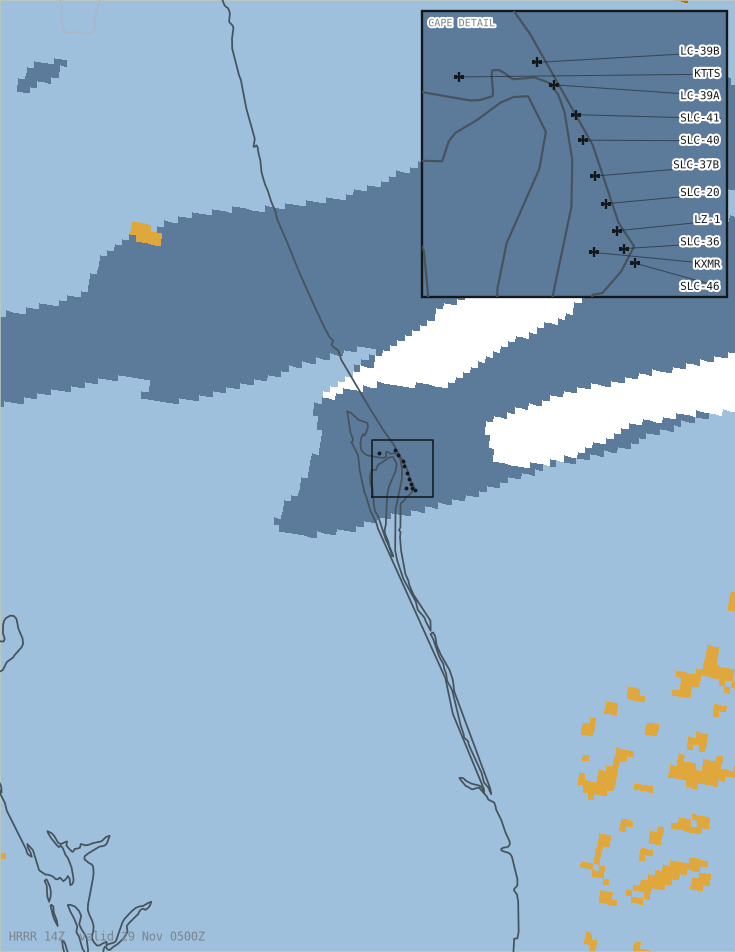 CAPE DETAIL
LC-39B
KTTS
LC-39A
SLC-41
SLC-40
SLC-37B
SLC-20
LZ-1
SLC-36
KXMR
SLC-46
HRRR 14Z valid 29 Nov 0500Z